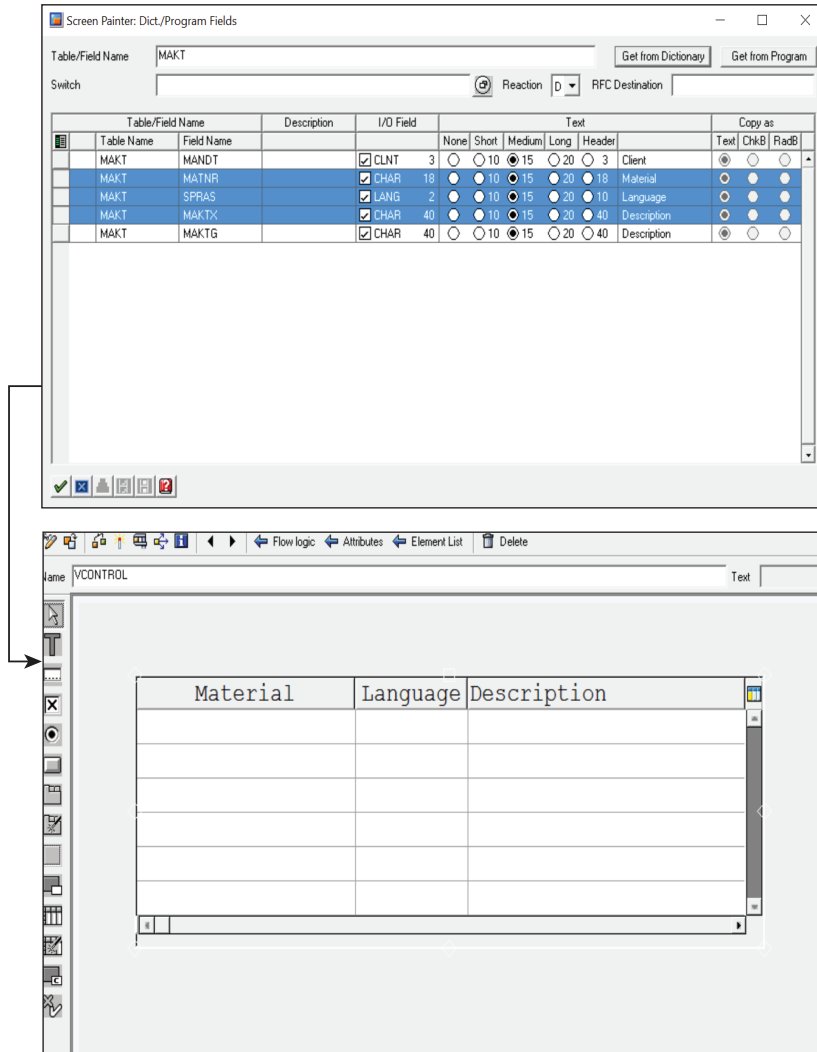 Screen Painter: Dict./Program Fields
Table/Field Name MAKT Get from Dictionary Get from Program
Switch Reaction D RFC Destination
Table/Field Name Description I/O Field Text Copy as
Table Name Field Name None Short Medium Long Header Text ChkB RadB
MAKT MANDT CLNT 3 10 15 20 3 Client
MAKT MATNR CHAR 18 10 15 20 18 Material
MAKT SPRAS LANG 2 10 15 20 10 Language
MAKT MAKTX CHAR 40 10 15 20 40 Description
MAKT MAKTG CHAR 40 10 15 20 40 Description
Flow logic Attributes Element List Delete
Name VCONTROL Text
Material Language Description